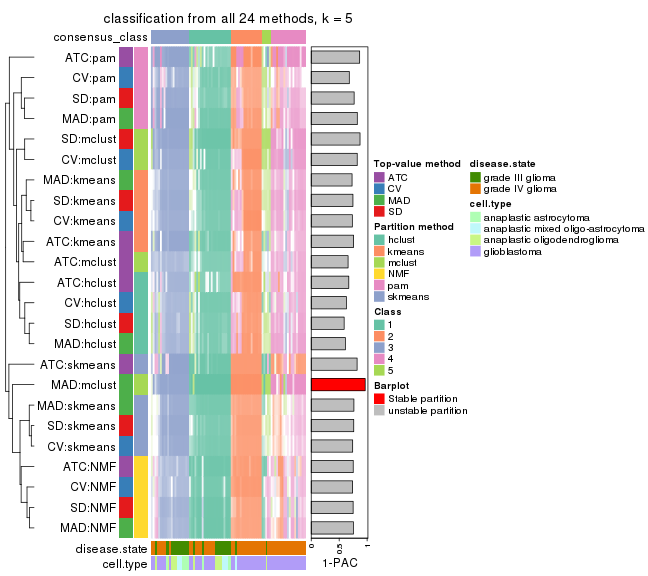 classification from all 24 methods, k = 5
consensus_class
ATC:pam
CV:pam
SD:pam
MAD:pam
SD:mclust
CV:mclust
MAD:kmeans
SD:kmeans
CV:kmeans
ATC:kmeans
ATC:mclust
ATC:hclust
CV:hclust
SD:hclust
MAD:hclust
ATC:skmeans
MAD:mclust
MAD:skmeans
SD:skmeans
CV:skmeans
ATC:NMF
CV:NMF
SD:NMF
MAD:NMF
disease.state
cell.type
0
0.5
1
1-PAC
Top-value method
ATC
CV
MAD
SD
Partition method
hclust
kmeans
mclust
NMF
pam
skmeans
Class
1
2
3
4
5
Barplot
Stable partition
unstable partition
disease.state
grade III glioma
grade IV glioma
cell.type
anaplastic astrocytoma
anaplastic mixed oligo-astrocytoma
anaplastic oligodendroglioma
glioblastoma